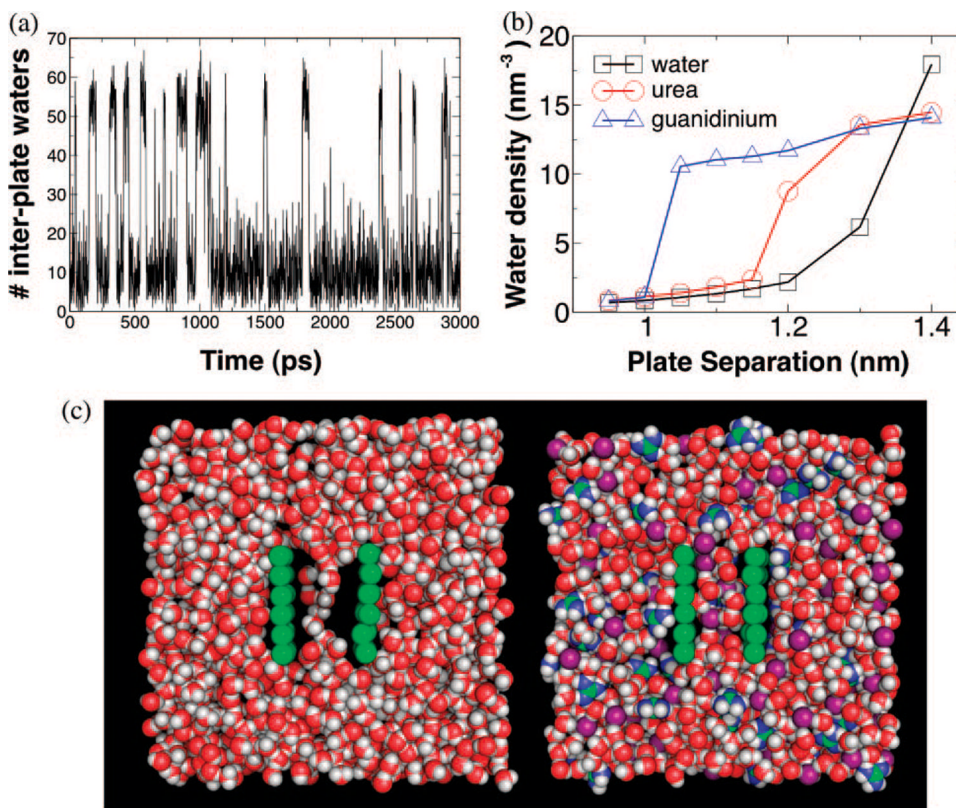 (a)
# inter-plate waters
70
60
50
40
30
20
10
0
0 500 1000 1500 2000 2500 3000
Time (ps)
(b)
Water density (nm-3)
20
15
10
5
0
water
urea
guanidinium
1 1.2 1.4
Plate Separation (nm)
(c)